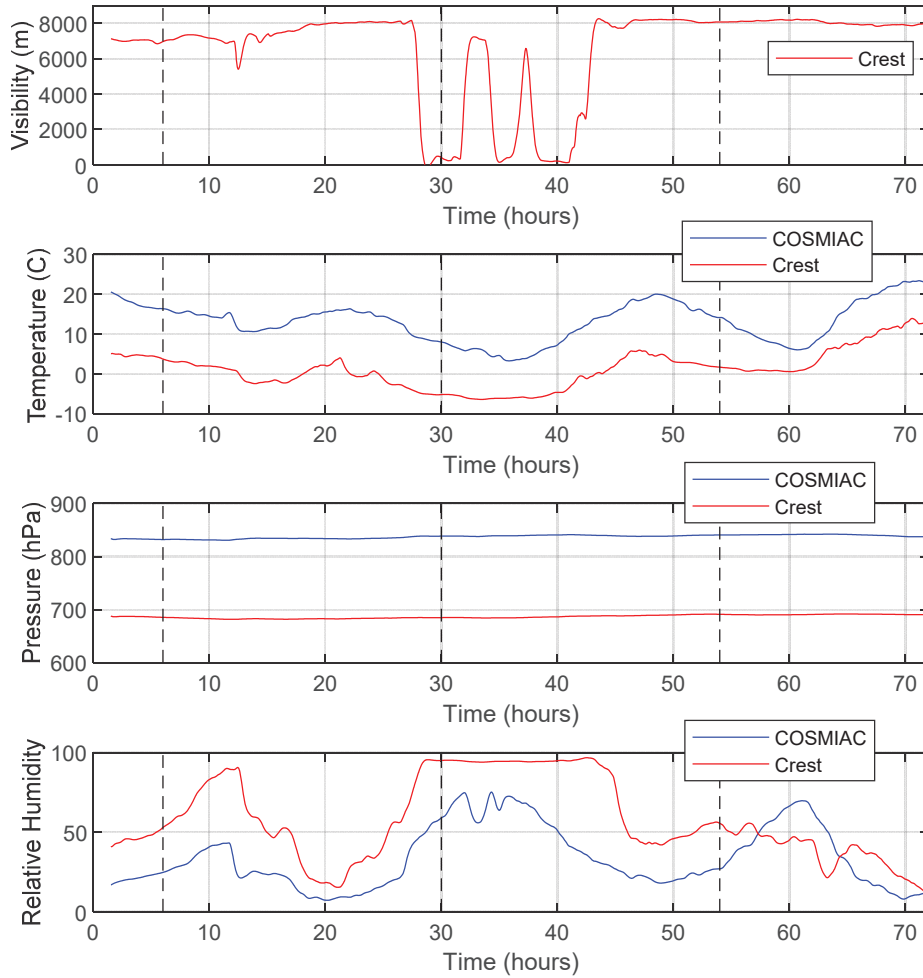 8000
6000
4000
2000
0
Visibility (m)
Crest
0 10 20 30 40 50 60 70
Time (hours)
COSMIAC
Crest
30
20
10
0
-10
Temperature (C)
0 10 20 30 40 50 60 70
Time (hours)
COSMIAC
Crest
900
800
700
600
Pressure (hPa)
0 10 20 30 40 50 60 70
Time (hours)
COSMIAC
Crest
100
50
0
Relative Humidity
0 10 20 30 40 50 60 70
Time (hours)